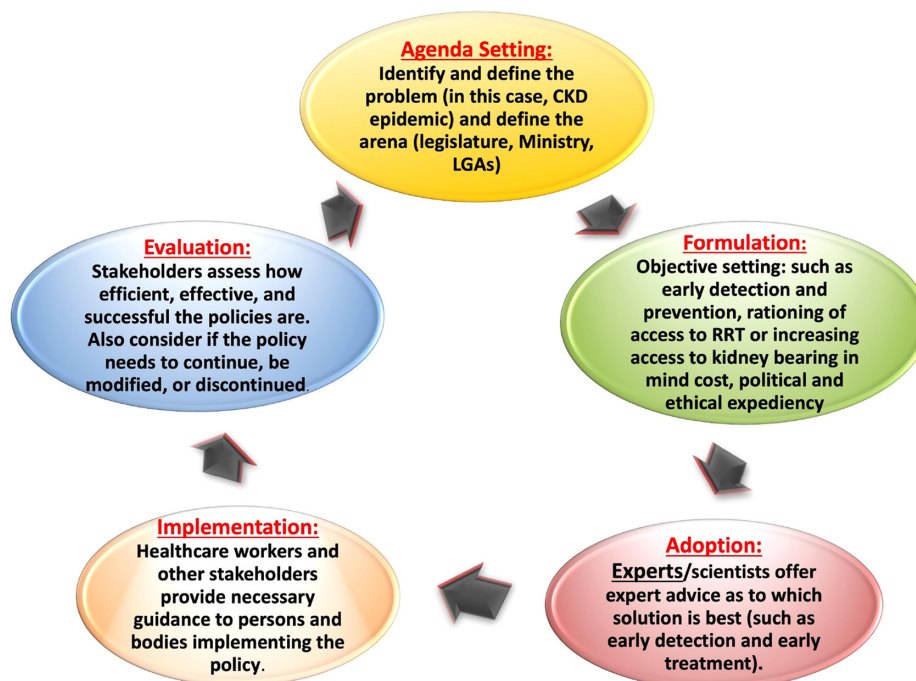 Agenda Setting:
Identify and define the
problem (in this case, CKD
epidemic) and define the
arena (legislature, Ministry,
LGAs)
Formulation:
Objective setting: such as
early detection and
prevention, rationing of
access to RRT or increasing
access to kidney bearing in
mind cost, political and
ethical expediency
Adoption:
Experts/scientists offer
expert advice as to which
solution is best (such as
early detection and early
treatment).
Implementation:
Healthcare workers and
other stakeholders
provide necessary
guidance to persons and
bodies implementing the
policy.
Evaluation:
Stakeholders assess how
efficient, effective, and
successful the policies are.
Also consider if the policy
needs to continue, be
modified, or discontinued.